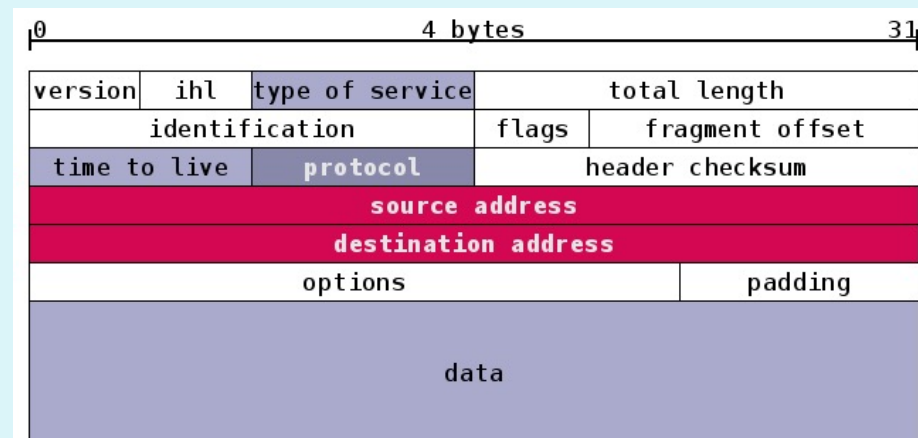 0 4 bytes 31
version ihl type of service total length
identification flags fragment offset
time to live protocol header checksum
source address
destination address
options padding
data